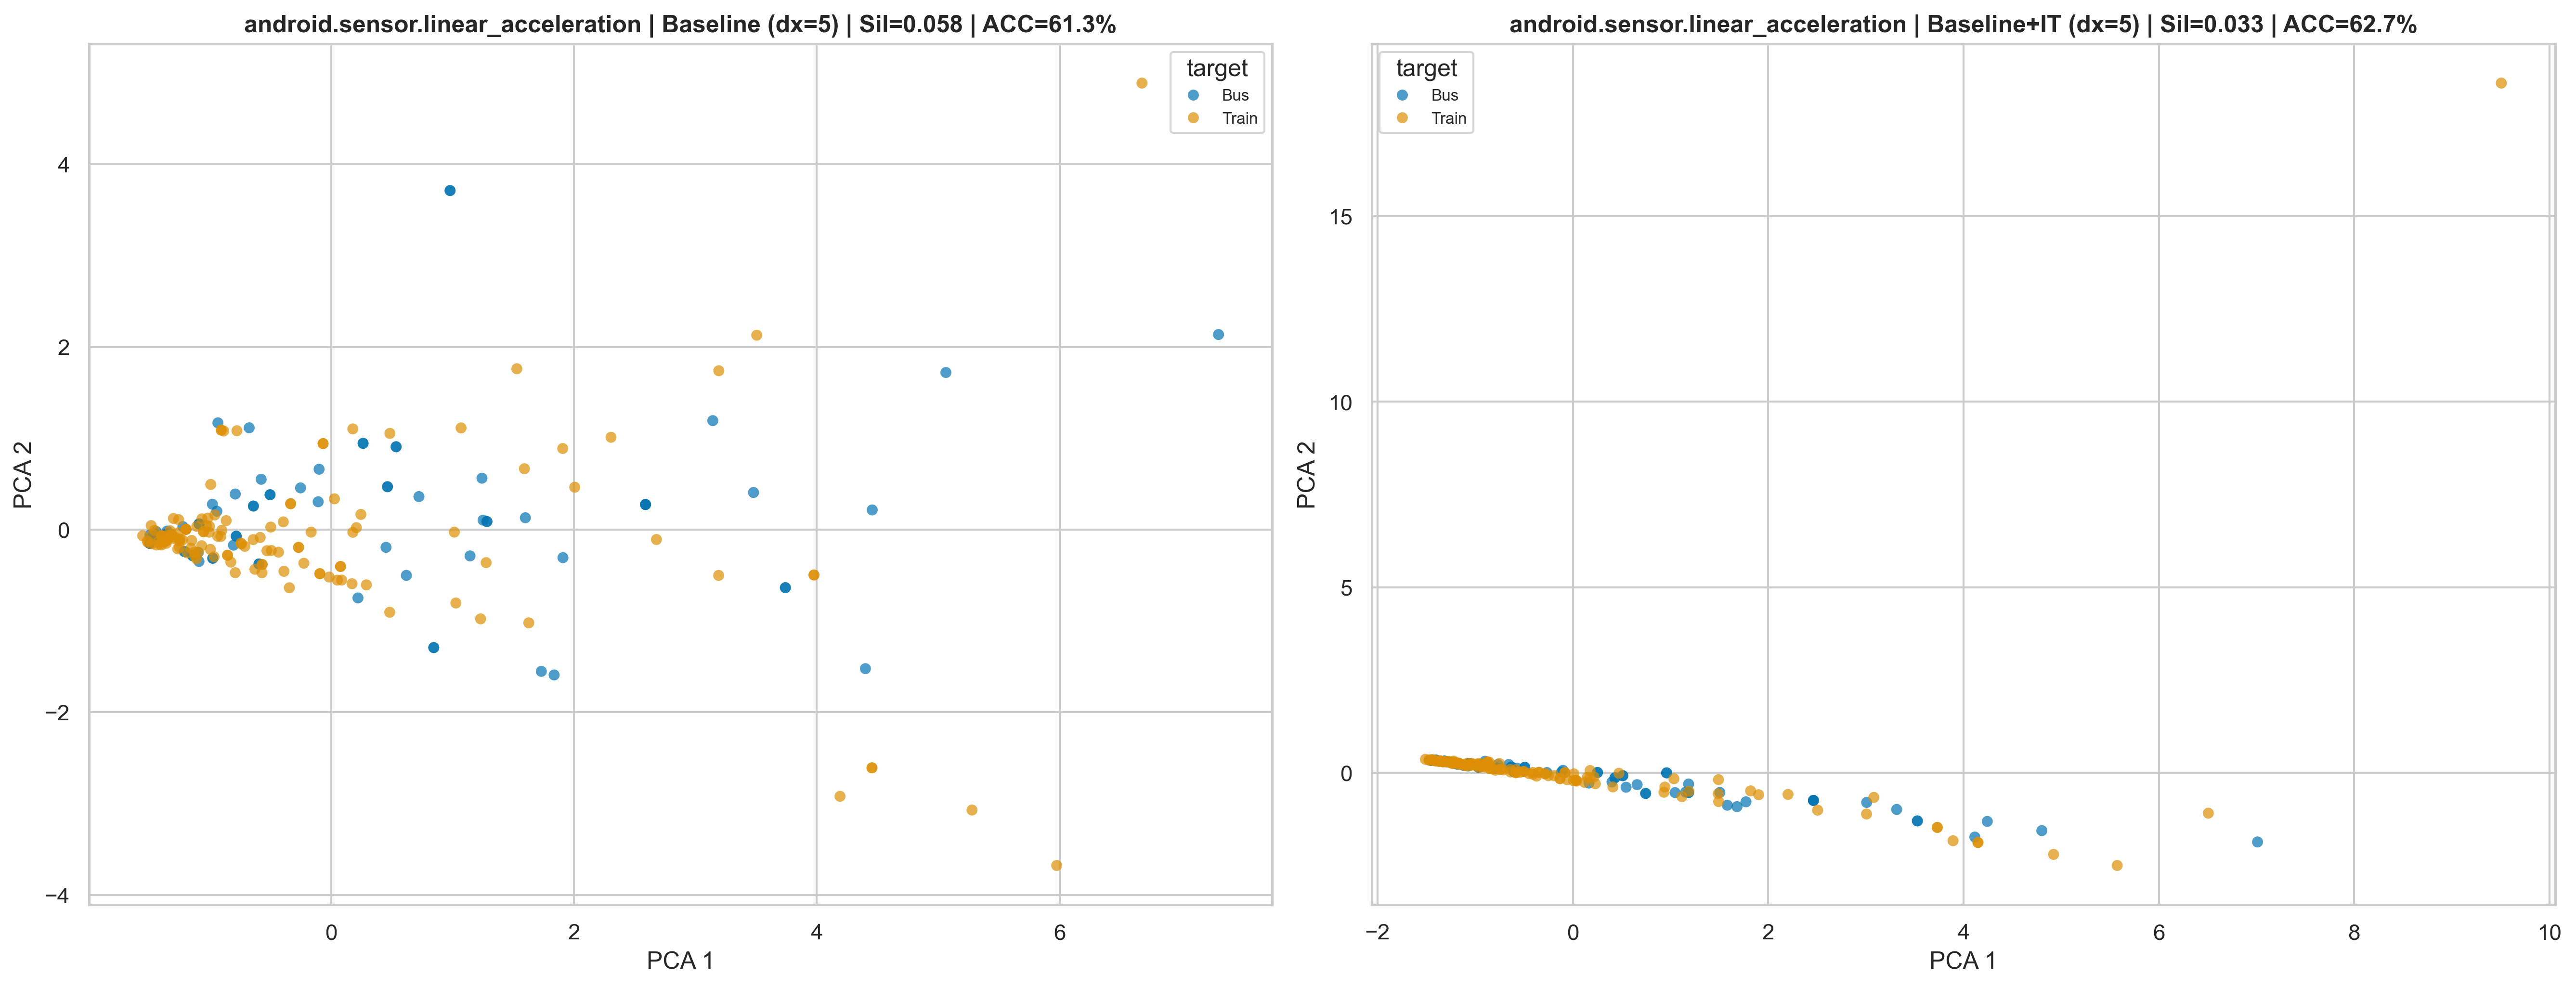 android.sensor.linear_acceleration | Baseline (dx=5) | Sil=0.058 | ACC=61.3%
target
Bus
Train
4
2
0
−2
−4
PCA 2
0
2
4
6
PCA 1
android.sensor.linear_acceleration | Baseline+IT (dx=5) | Sil=0.033 | ACC=62.7%
target
Bus
Train
15
10
5
0
PCA 2
−2
0
2
4
6
8
10
PCA 1